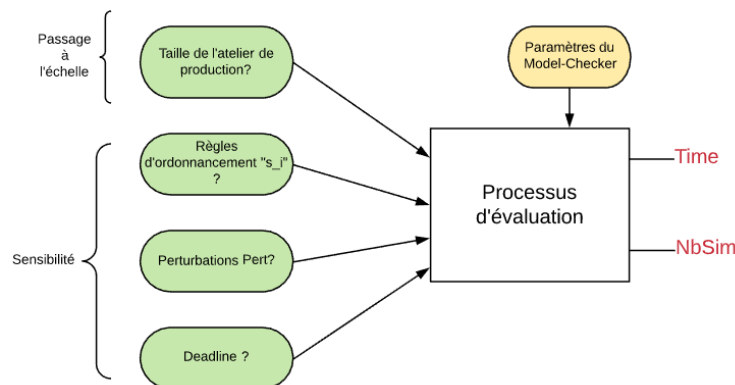 Passage
à
l'échelle
Taille de l'atelier de
production?
Paramètres du
Model-Checker
Règles
d'ordonnancement "s_i"
?
Processus
d'évaluation
Time
NbSim
Sensibilité
Perturbations Pert?
Deadline ?